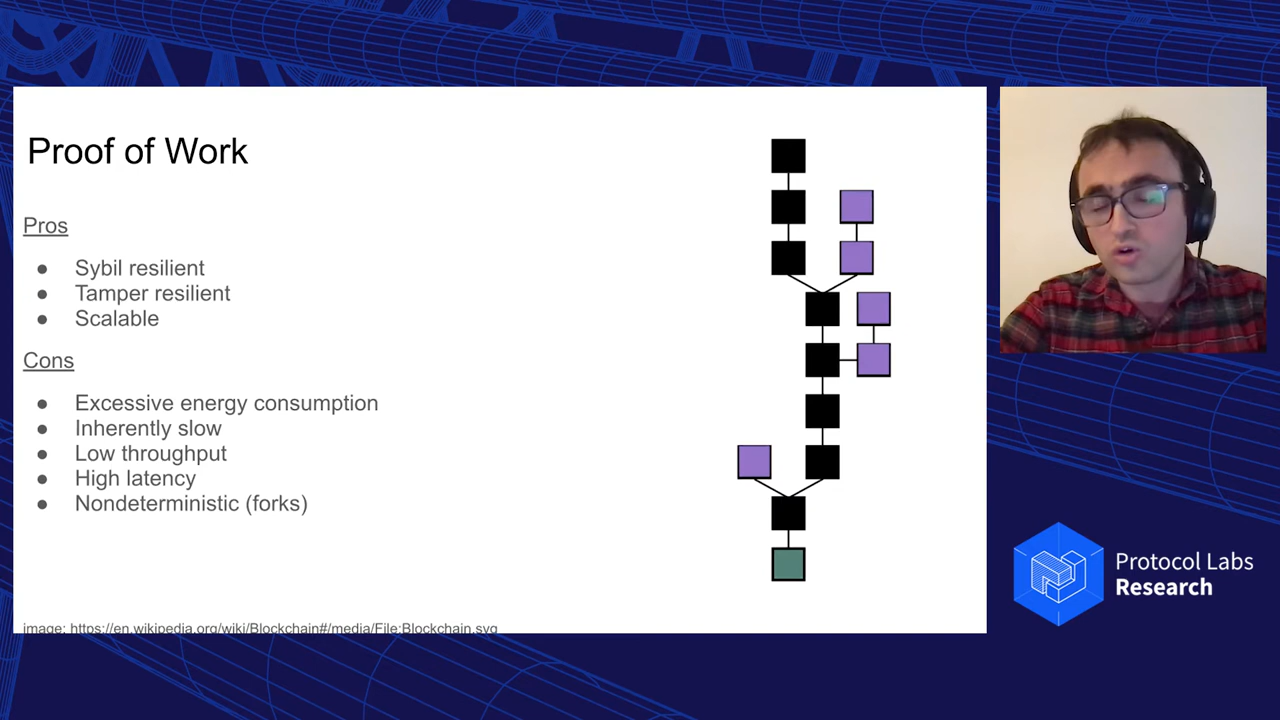 Proof of Work
Pros
● Sybil resilient
● Tamper resilient
● Scalable
Cons
● Excessive energy consumption
● Inherently slow
● Low throughput
● High latency
● Nondeterministic (forks)
image: https://en.wikipedia.org/wiki/Blockchain#/media/File:Blockchain.svg
Protocol Labs
Research